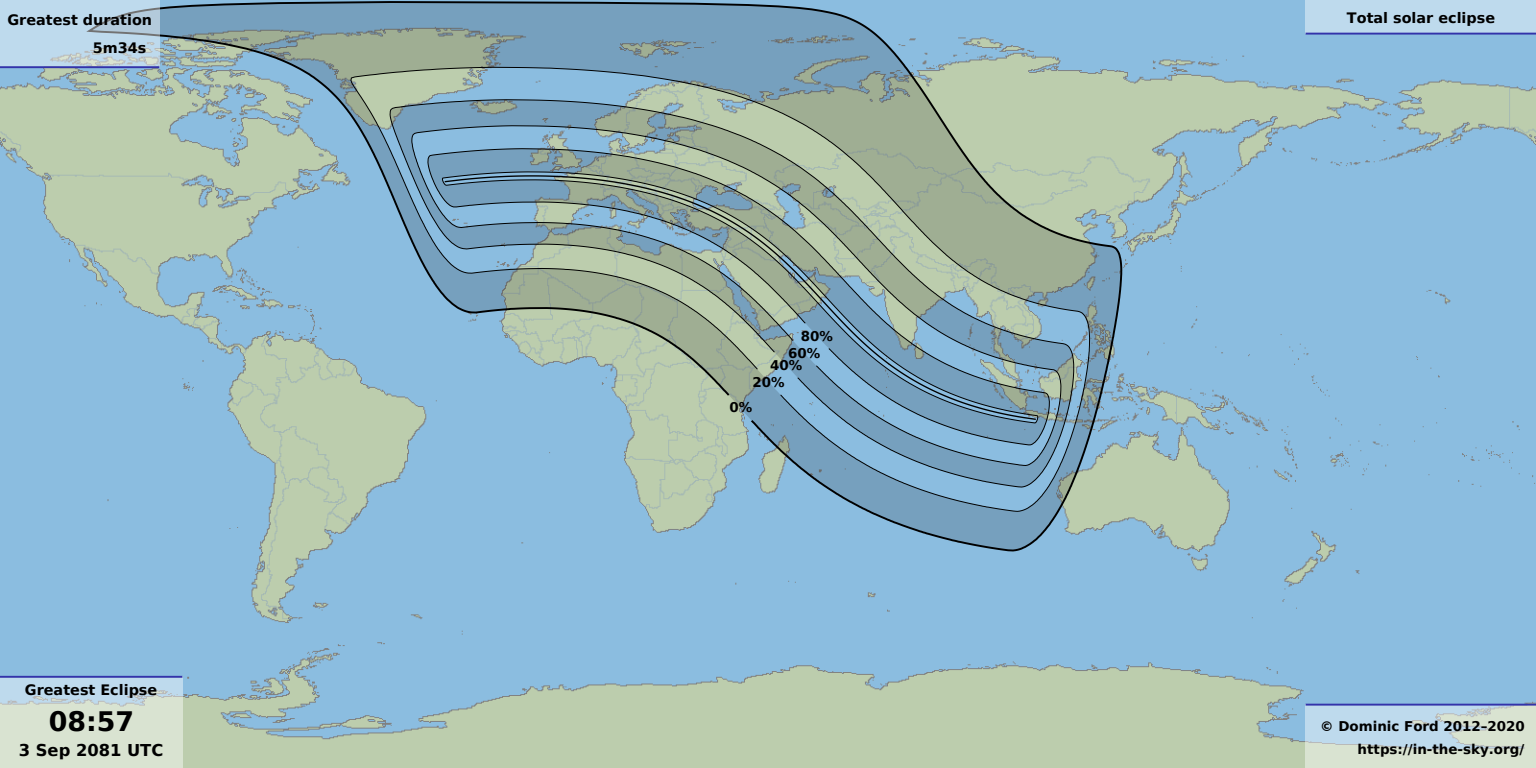 Greatest duration
5m34s
Total solar eclipse
80%
60%
40%
20%
0%
Greatest Eclipse
08:57
3 Sep 2081 UTC
© Dominic Ford 2012–2020
https://in-the-sky.org/